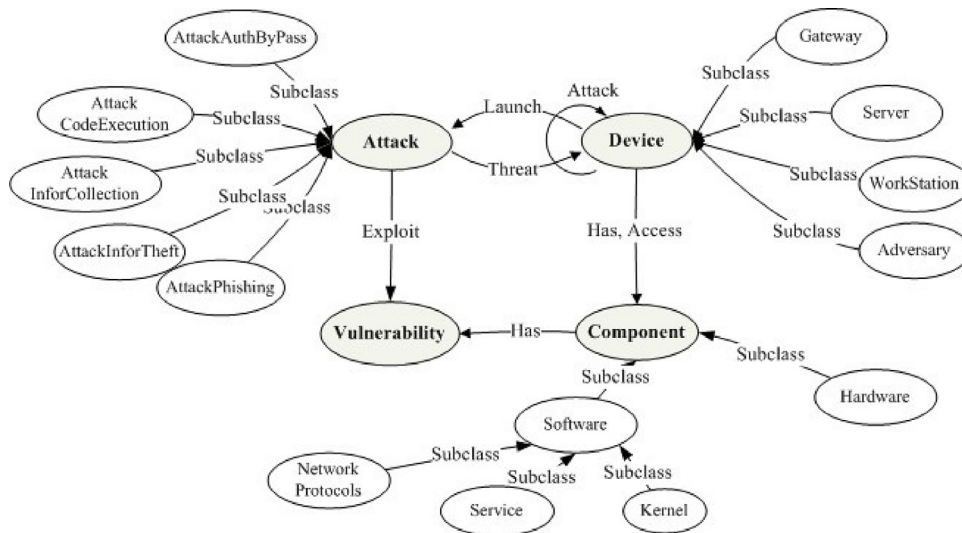 AttackAuthByPass
Gateway
Subclass
Subclass
Attack
CodeExecution
Subclass
Launch
Attack
Subclass
Server
Attack
Device
Attack
InforCollection
Subclass
Threat
Subclass
WorkStation
Subclass
Subclass
Subclass
AttackInforTheft
AttackPhishing
Exploit
Has, Access
Adversary
Vulnerability
Has
Component
Subclass
Subclass
Hardware
Software
Network
Protocols
Subclass
Subclass
Subclass
Service
Kernel